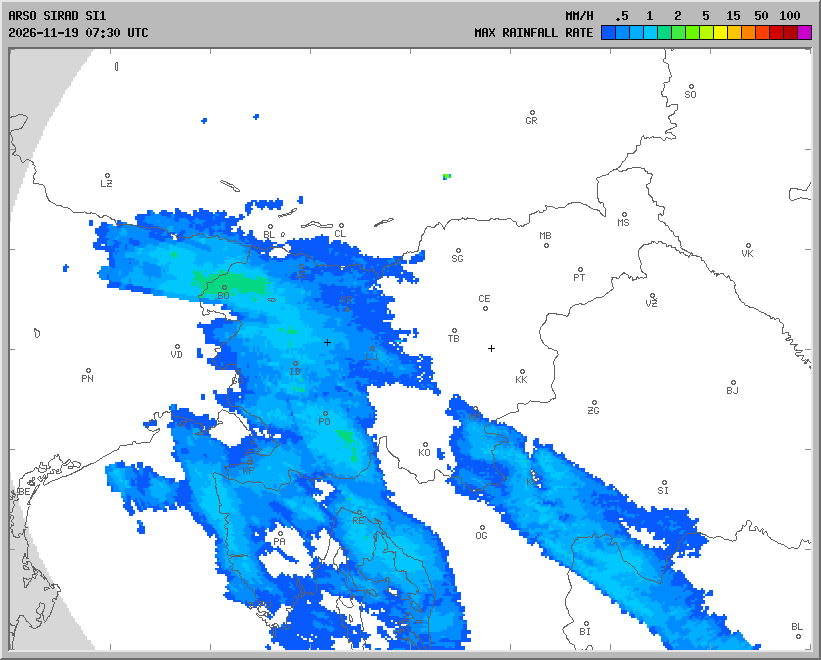 ARSO SIRAD SI1 MM/H .5 1 2 5 15 50 100
2026-11-19 07:30 UTC MAX RAINFALL RATE
SO
GR
LZ
MS
BL
CL
MB
SG
VK
PT
BO
CE
VZ
TB
VD
LJ
PN
KK
BJ
PO
ZG
KO
KP
BE
SI
RE
OG
PA
BI
BL